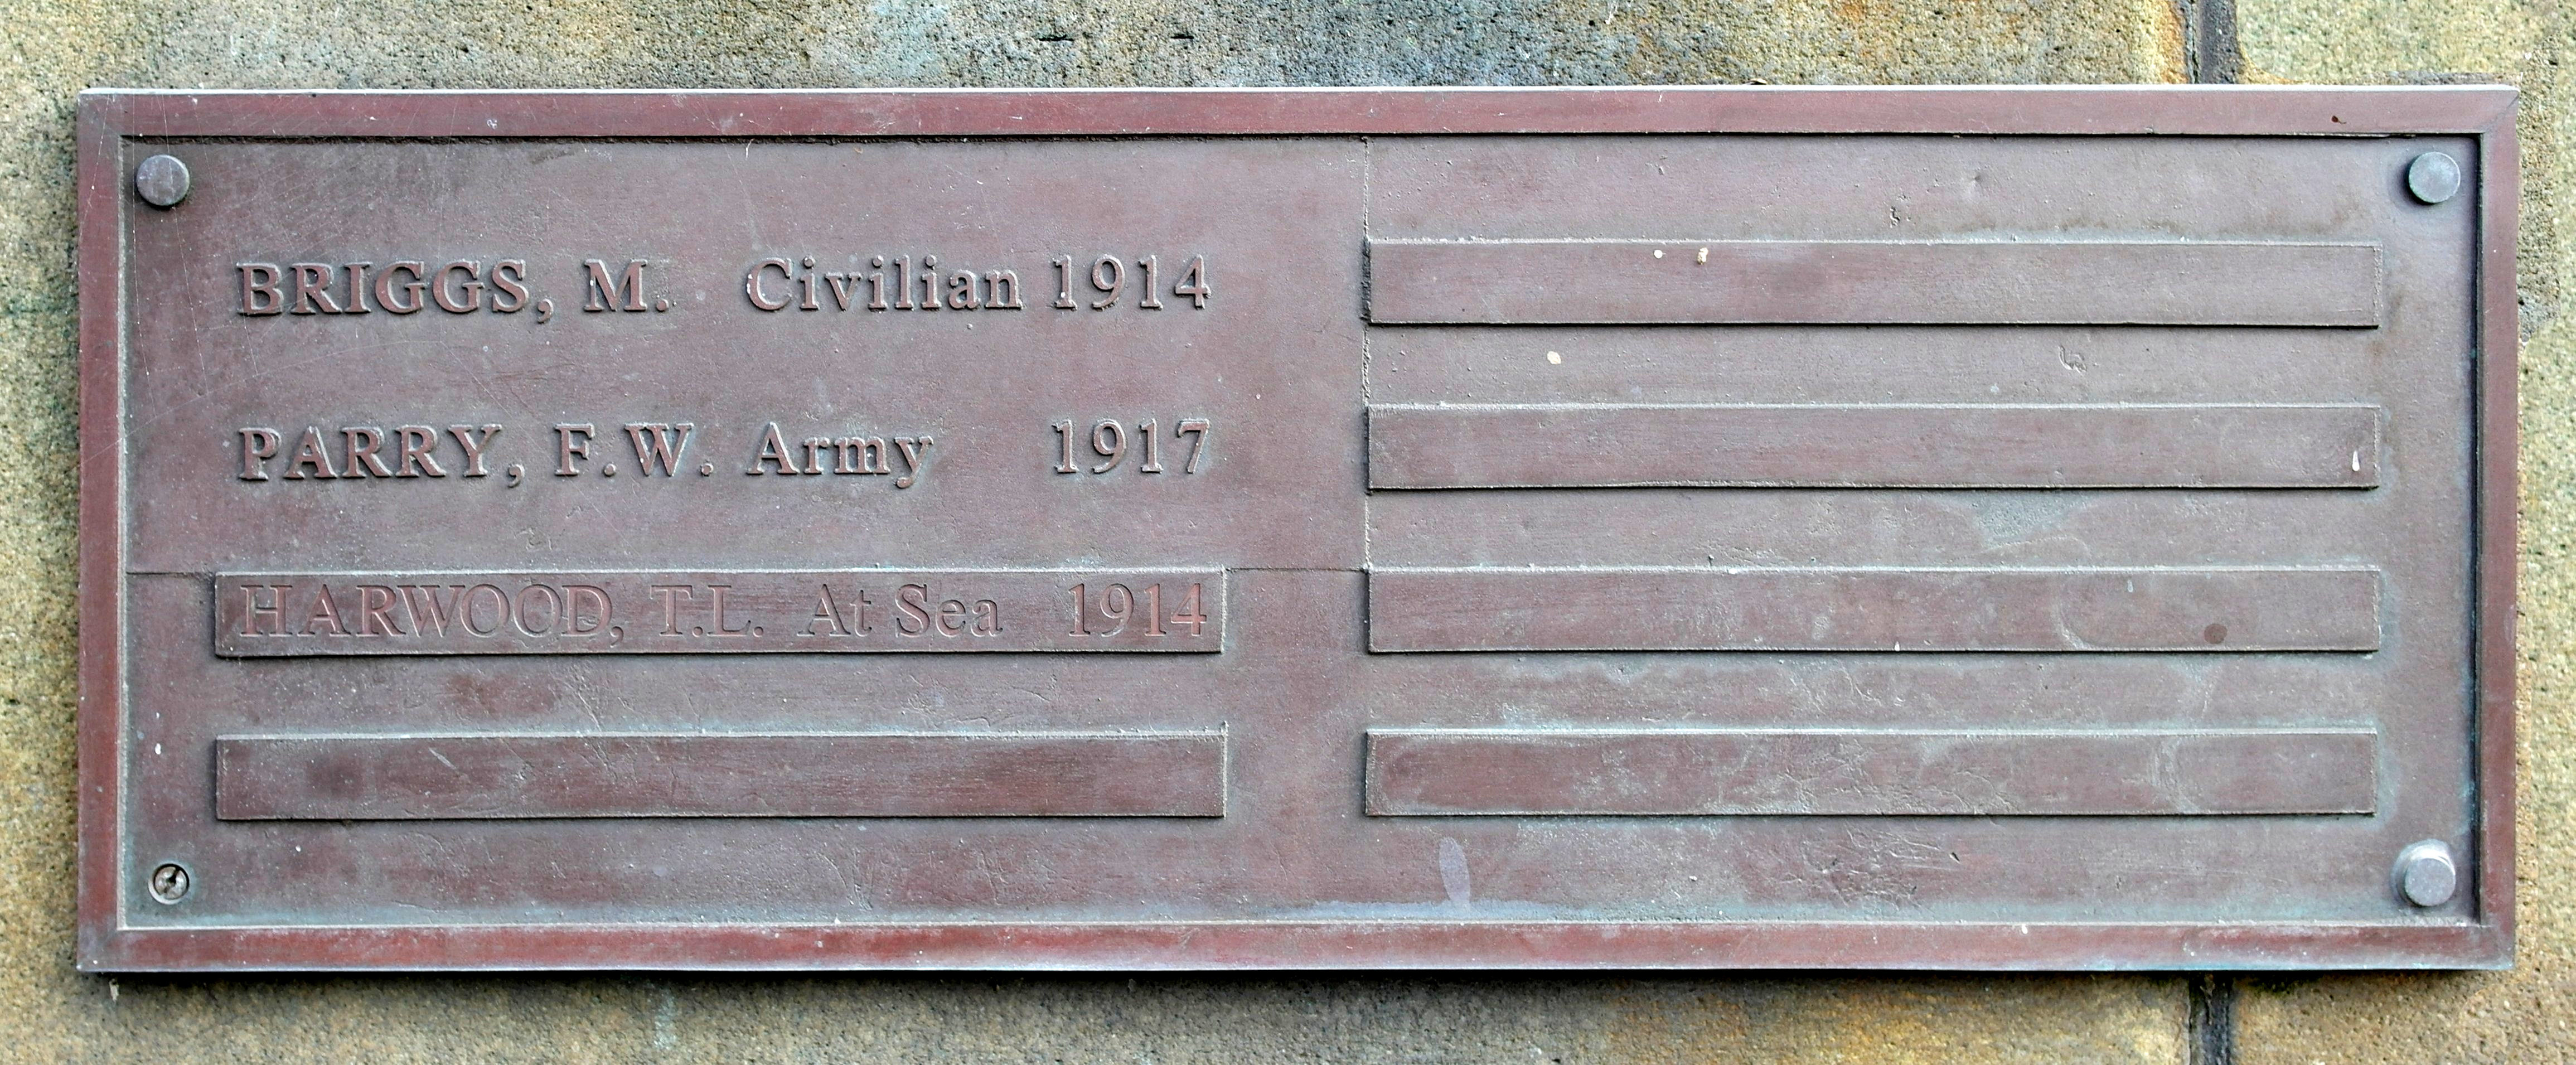 BRIGGS, M. Civilian 1914
PARRY, F.W. Army 1917
HARWOOD, T.L. At Sea 1914